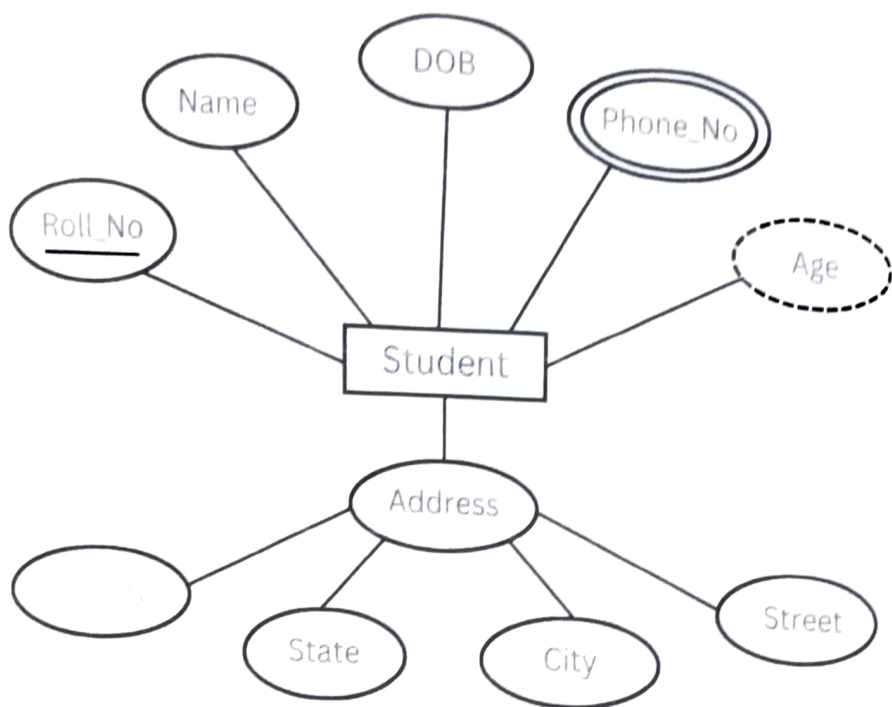 DOB
Name
Phone_No
Roll_No
Age
Student
Address
State
City
Street